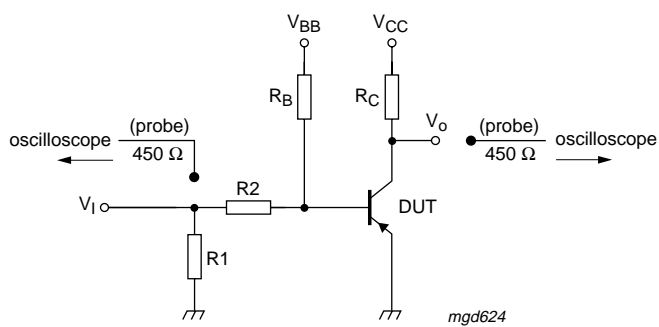 VBB
VCC
RB
RC
Vo
(probe)
450 Ω
oscilloscope
(probe)
450 Ω
oscilloscope
R2
VI
DUT
R1
mgd624